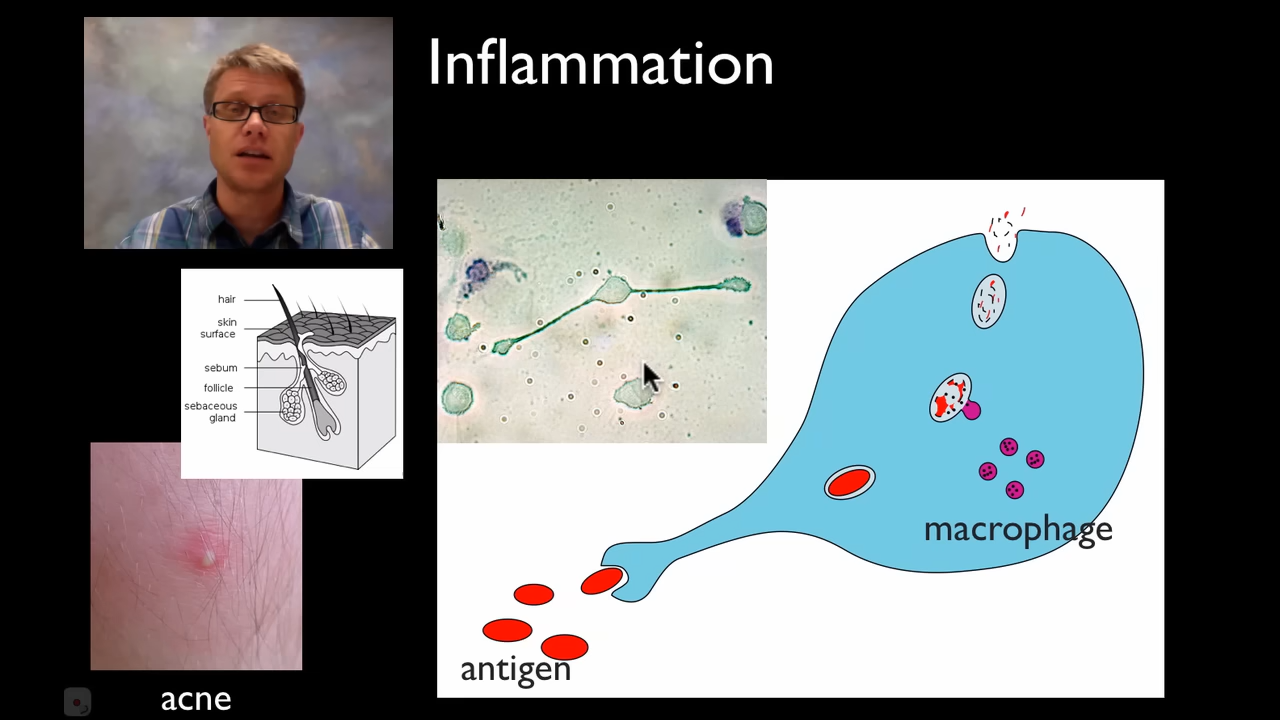 Inflammation
hair
skin
surface
sebum
follicle
sebaceous
gland
macrophage
antigen
acne